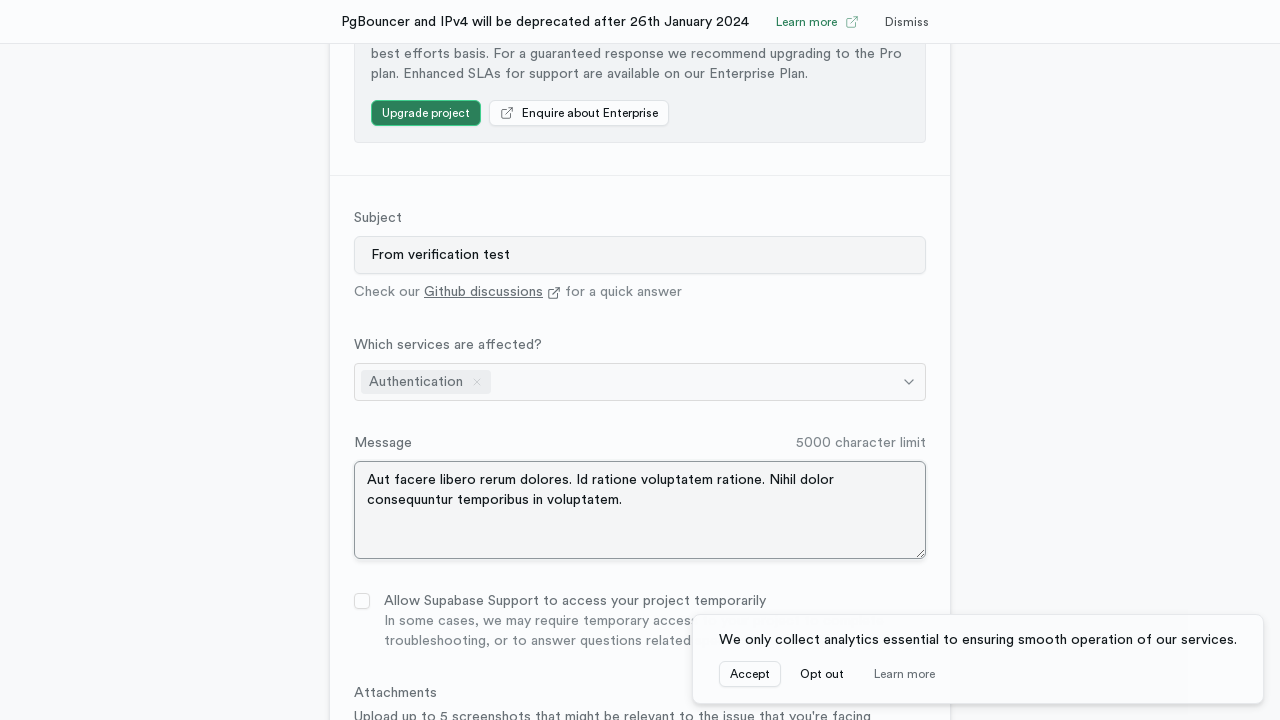 PgBouncer and IPv4 will be deprecated after 26th January 2024
Learn more
Dismiss
best efforts basis. For a guaranteed response we recommend upgrading to the Pro
plan. Enhanced SLAs for support are available on our Enterprise Plan.
Upgrade project
Enquire about Enterprise
Subject
From verification test
Check our Github discussions for a quick answer
Which services are affected?
Authentication
Message
5000 character limit
Aut facere libero rerum dolores. Id ratione voluptatem ratione. Nihil dolor
consequuntur temporibus in voluptatem.
Allow Supabase Support to access your project temporarily
In some cases, we may require temporary access
troubleshooting, or to answer questions related
We only collect analytics essential to ensuring smooth operation of our services.
Accept
Opt out
Learn more
Attachments
Upload up to 5 screenshots that might be relevant to the issue that you're facing